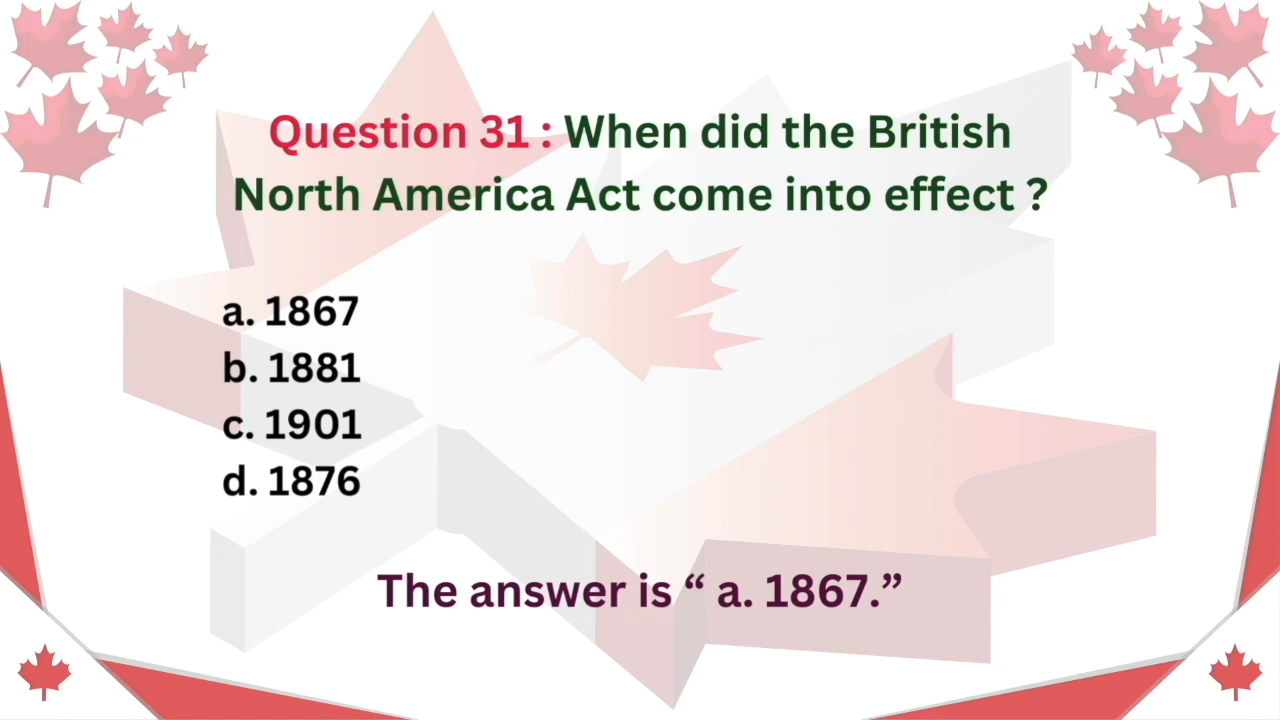 Question 31 : When did the British
North America Act come into effect ?
a. 1867
b. 1881
c. 1901
d. 1876
The answer is “ a. 1867.”